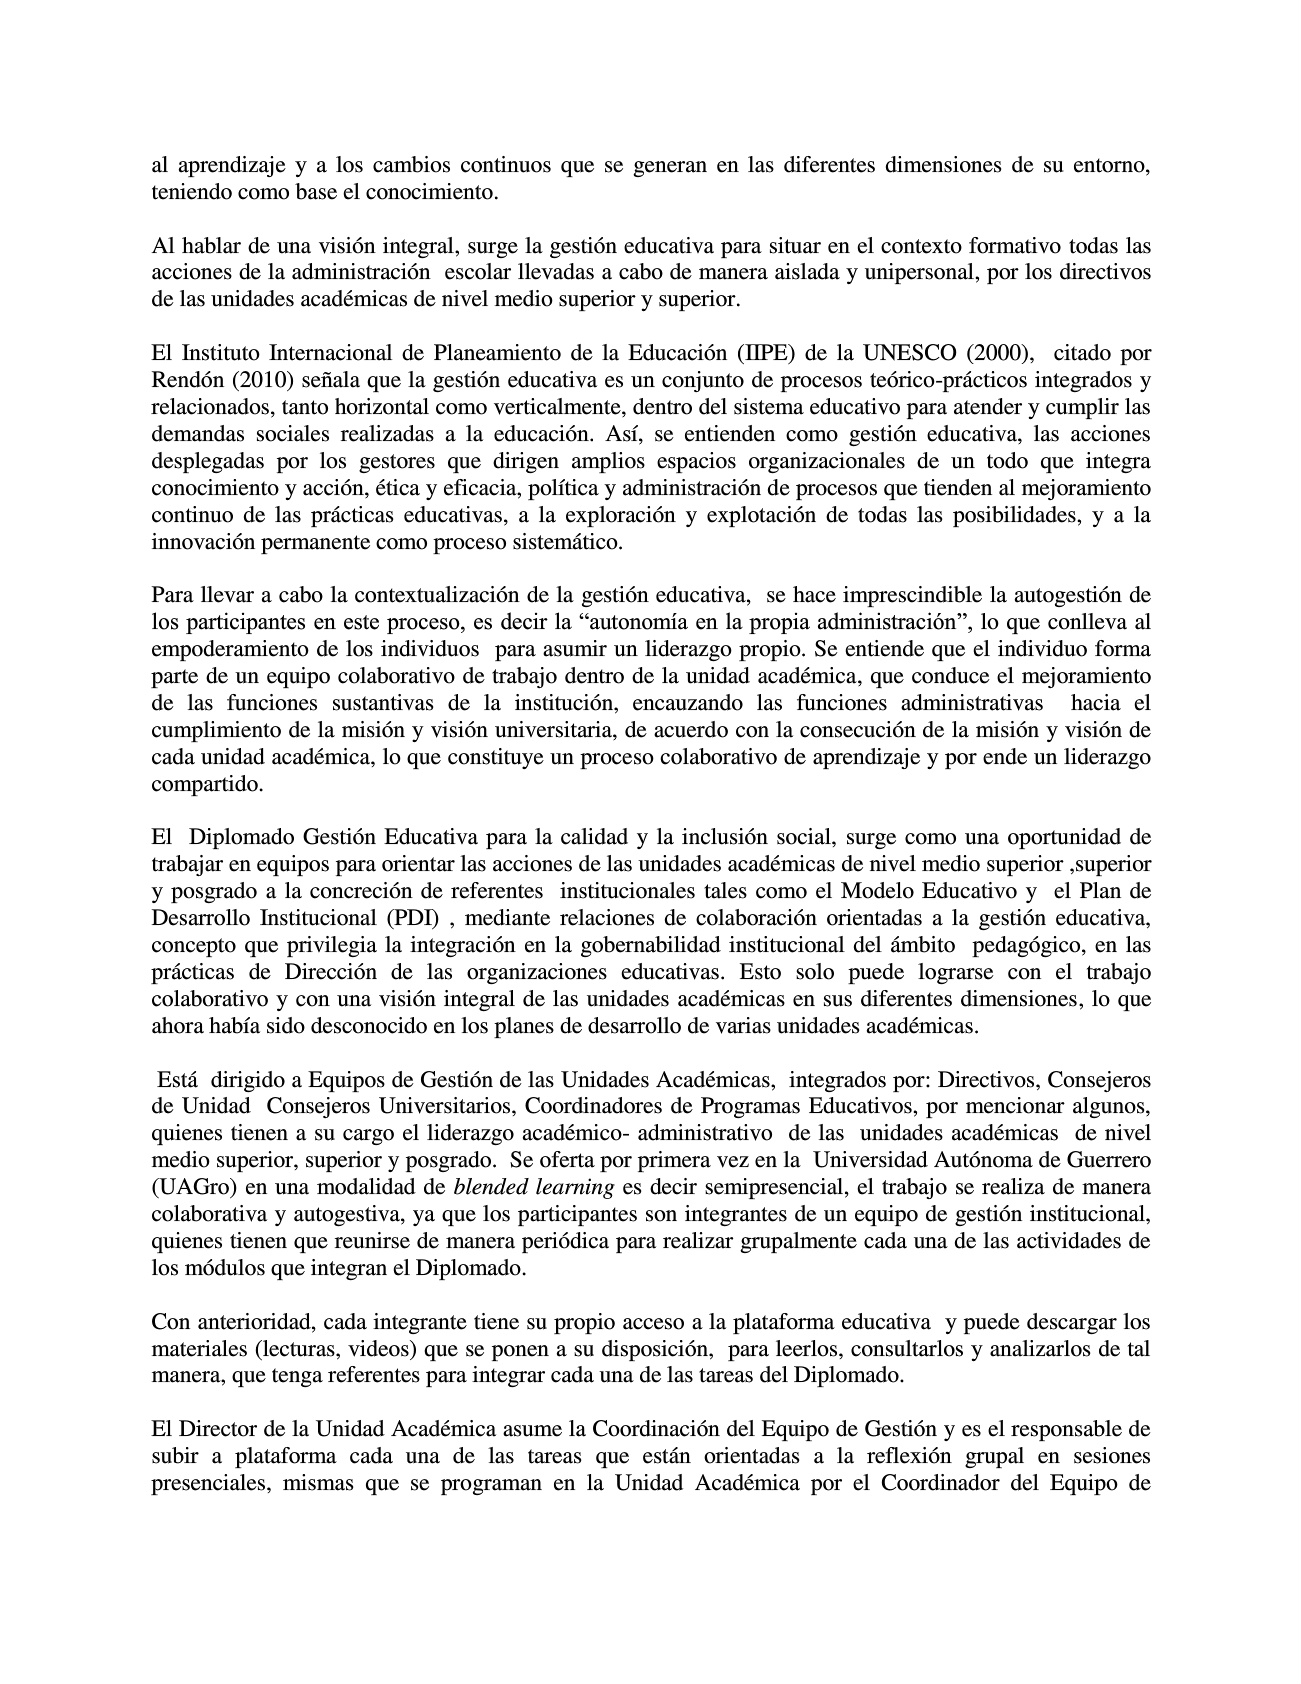 al aprendizaje y a los cambios continuos que se generan en las diferentes dimensiones de su entorno,
teniendo como base el conocimiento.
Al hablar de una visión integral, surge la gestión educativa para situar en el contexto formativo todas las
acciones de la administración  escolar llevadas a cabo de manera aislada y unipersonal, por los directivos
de las unidades académicas de nivel medio superior y superior.
El Instituto Internacional de Planeamiento de la Educación (IIPE) de la UNESCO (2000),  citado por
Rendón (2010) señala que la gestión educativa es un conjunto de procesos teórico-prácticos integrados y
relacionados, tanto horizontal como verticalmente, dentro del sistema educativo para atender y cumplir las
demandas sociales realizadas a la educación. Así, se entienden como gestión educativa, las acciones
desplegadas por los gestores que dirigen amplios espacios organizacionales de un todo que integra
conocimiento y acción, ética y eficacia, política y administración de procesos que tienden al mejoramiento
continuo de las prácticas educativas, a la exploración y explotación de todas las posibilidades, y a la
innovación permanente como proceso sistemático.
Para llevar a cabo la contextualización de la gestión educativa,  se hace imprescindible la autogestión de
los participantes en este proceso, es decir la “autonomía en la propia administración”, lo que conlleva al
empoderamiento de los individuos  para asumir un liderazgo propio. Se entiende que el individuo forma
parte de un equipo colaborativo de trabajo dentro de la unidad académica, que conduce el mejoramiento
de las funciones sustantivas de la institución, encauzando las funciones administrativas  hacia el
cumplimiento de la misión y visión universitaria, de acuerdo con la consecución de la misión y visión de
cada unidad académica, lo que constituye un proceso colaborativo de aprendizaje y por ende un liderazgo
compartido.
El  Diplomado Gestión Educativa para la calidad y la inclusión social, surge como una oportunidad de
trabajar en equipos para orientar las acciones de las unidades académicas de nivel medio superior ,superior
y posgrado a la concreción de referentes  institucionales tales como el Modelo Educativo y  el Plan de
Desarrollo Institucional (PDI) , mediante relaciones de colaboración orientadas a la gestión educativa,
concepto que privilegia la integración en la gobernabilidad institucional del ámbito  pedagógico, en las
prácticas de Dirección de las organizaciones educativas. Esto solo puede lograrse con el trabajo
colaborativo y con una visión integral de las unidades académicas en sus diferentes dimensiones, lo que
ahora había sido desconocido en los planes de desarrollo de varias unidades académicas.
Está  dirigido a Equipos de Gestión de las Unidades Académicas,  integrados por: Directivos, Consejeros
de Unidad  Consejeros Universitarios, Coordinadores de Programas Educativos, por mencionar algunos,
quienes tienen a su cargo el liderazgo académico- administrativo  de las  unidades académicas  de nivel
medio superior, superior y posgrado.  Se oferta por primera vez en la  Universidad Autónoma de Guerrero
(UAGro) en una modalidad de blended learning es decir semipresencial, el trabajo se realiza de manera
colaborativa y autogestiva, ya que los participantes son integrantes de un equipo de gestión institucional,
quienes tienen que reunirse de manera periódica para realizar grupalmente cada una de las actividades de
los módulos que integran el Diplomado.
Con anterioridad, cada integrante tiene su propio acceso a la plataforma educativa  y puede descargar los
materiales (lecturas, videos) que se ponen a su disposición,  para leerlos, consultarlos y analizarlos de tal
manera, que tenga referentes para integrar cada una de las tareas del Diplomado.
El Director de la Unidad Académica asume la Coordinación del Equipo de Gestión y es el responsable de
subir a plataforma cada una de las tareas que están orientadas a la reflexión grupal en sesiones
presenciales, mismas que se programan en la Unidad Académica por el Coordinador del Equipo de